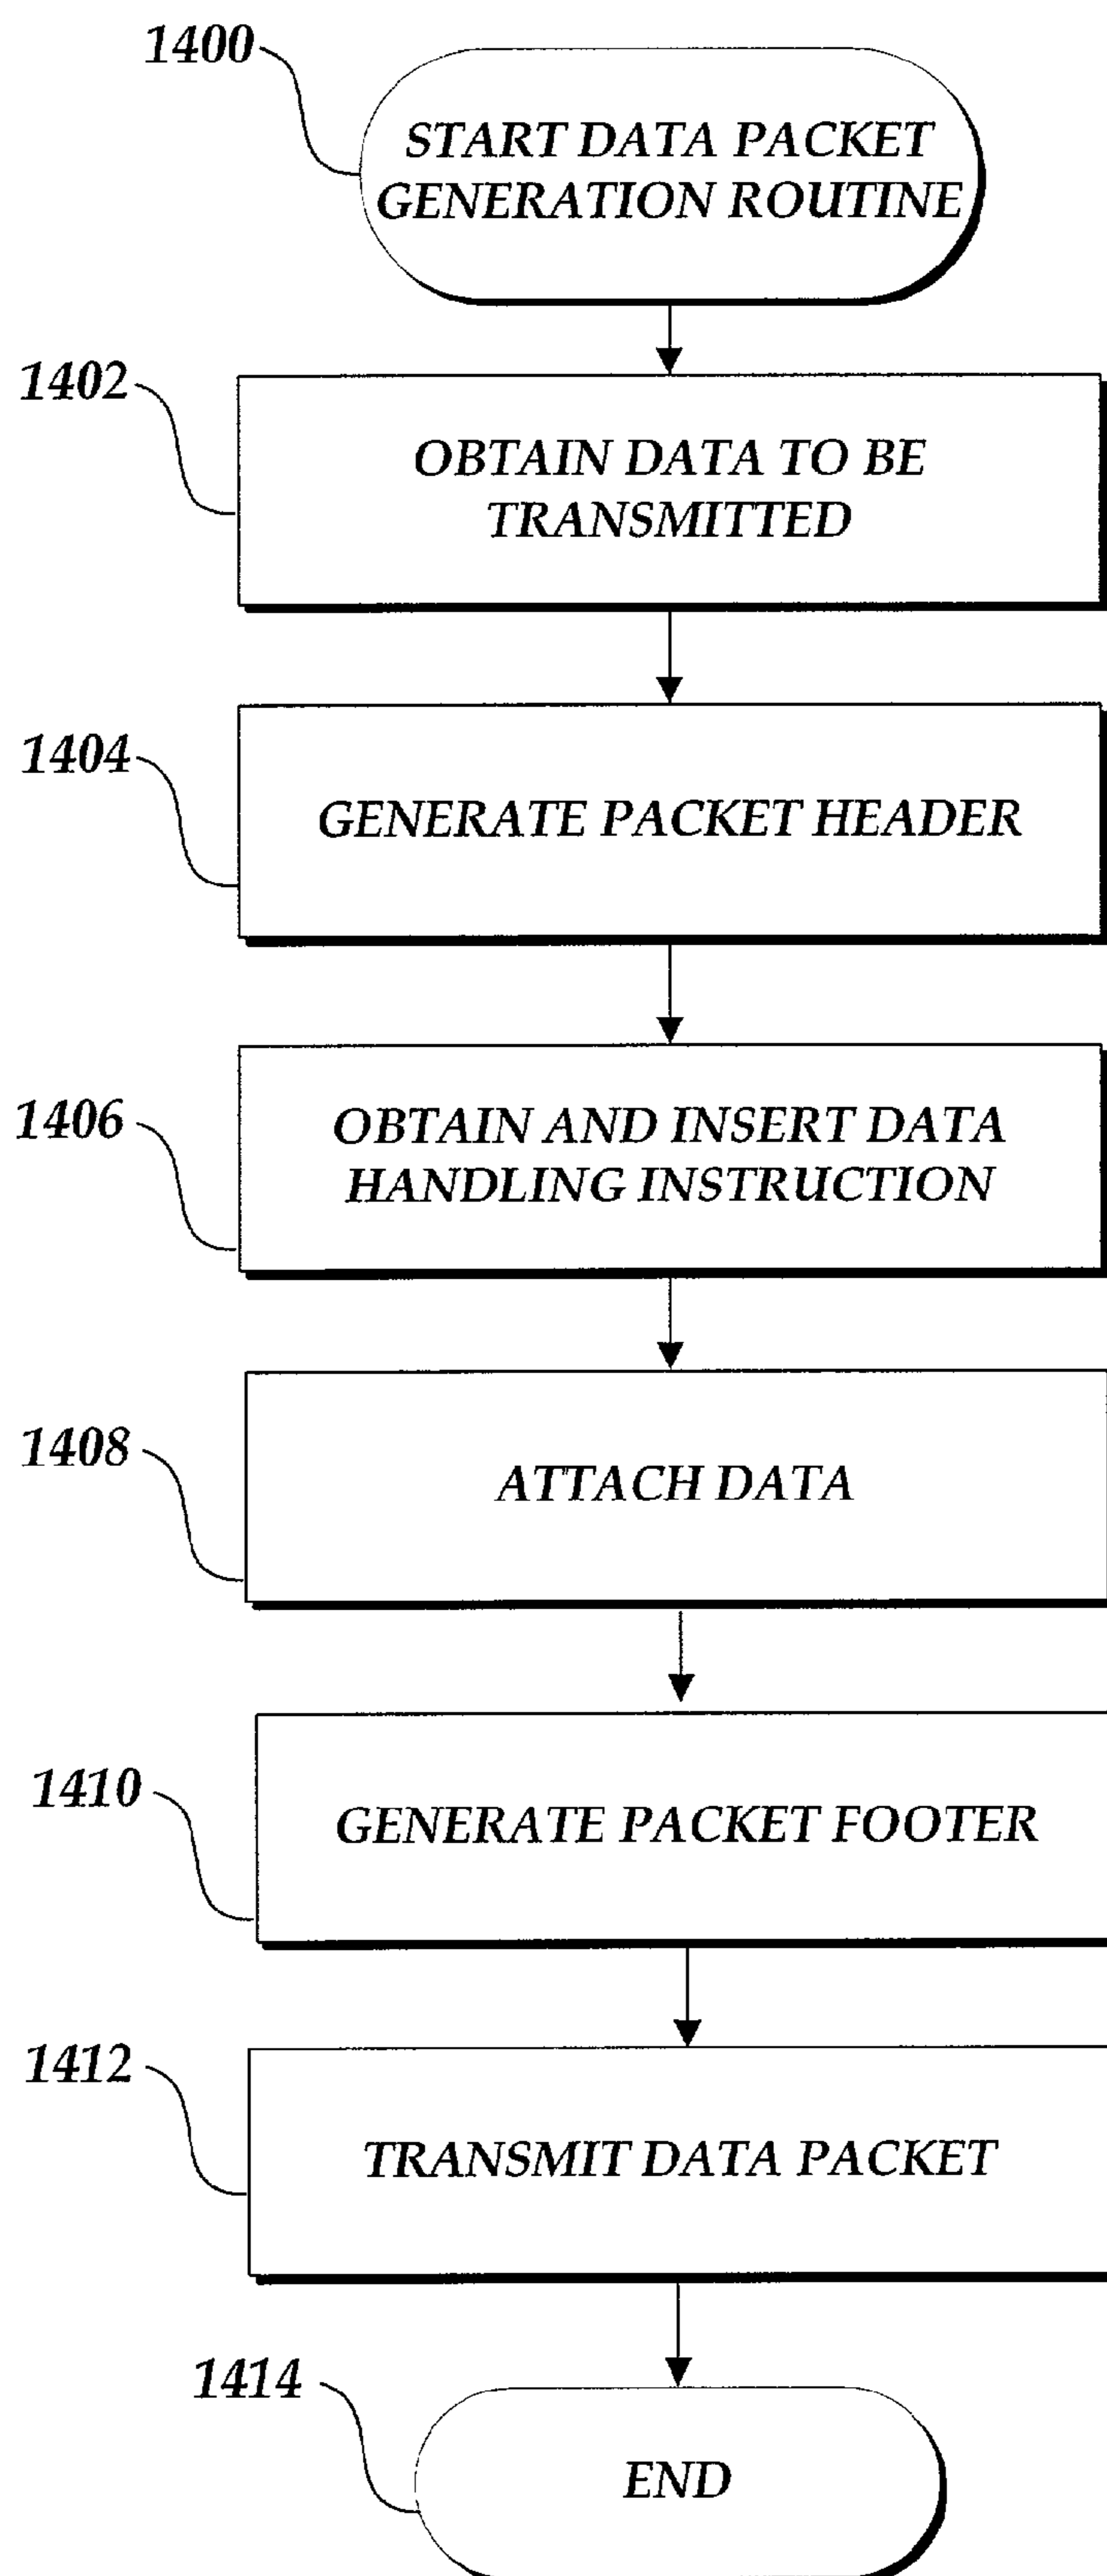 1400
START DATA PACKET
GENERATION ROUTINE
1402
OBTAIN DATA TO BE
TRANSMITTED
1404
GENERATE PACKET HEADER
1406
OBTAIN AND INSERT DATA
HANDLING INSTRUCTION
1408
ATTACH DATA
1410
GENERATE PACKET FOOTER
1412
TRANSMIT DATA PACKET
1414
END